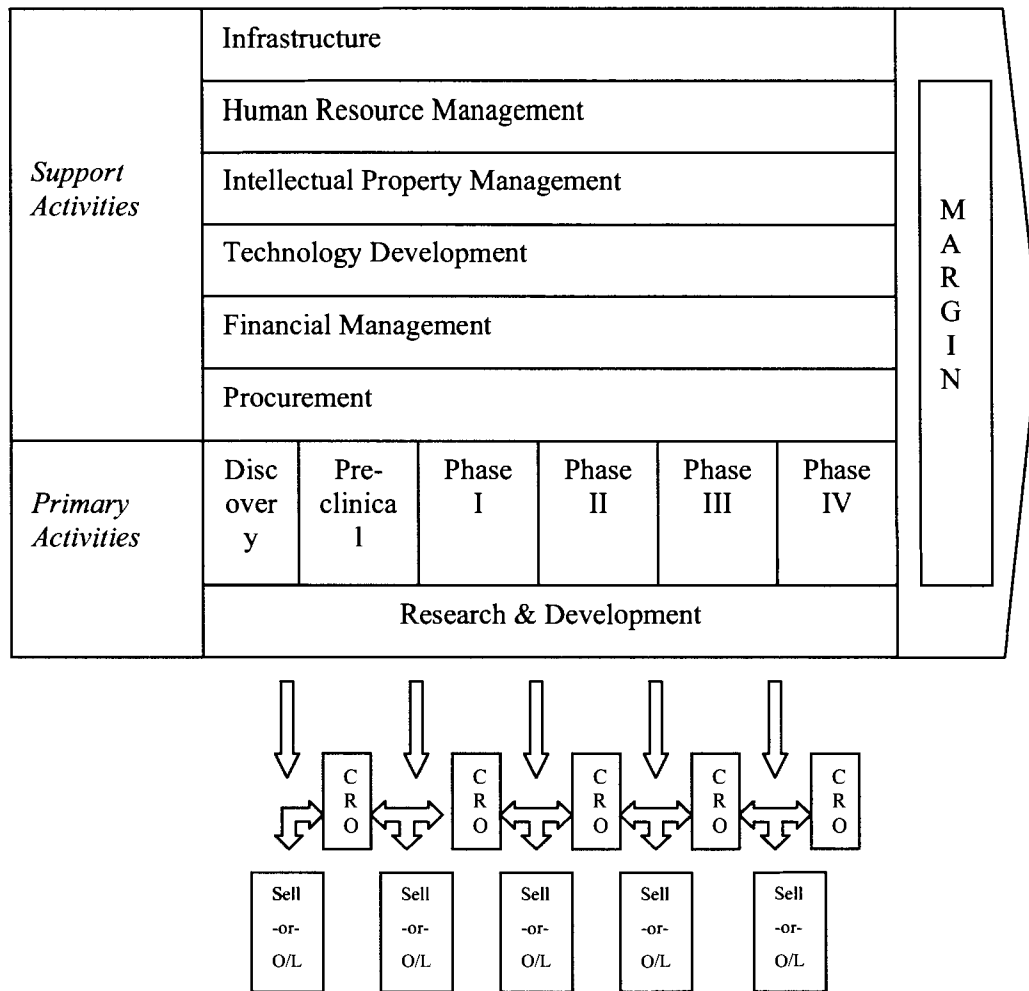 Infrastructure
Human Resource Management
Support
Activities
Intellectual Property Management
Technology Development
Financial Management
Procurement
M
A
R
G
I
N
Primary
Activities
Disc
over
y
Pre-
clinica
l
Phase
I
Phase
II
Phase
III
Phase
IV
Research & Development
C
R
O
C
R
O
C
R
O
C
R
O
C
R
O
Sell
-or-
O/L
Sell
-or-
O/L
Sell
-or-
O/L
Sell
-or-
O/L
Sell
-or-
O/L